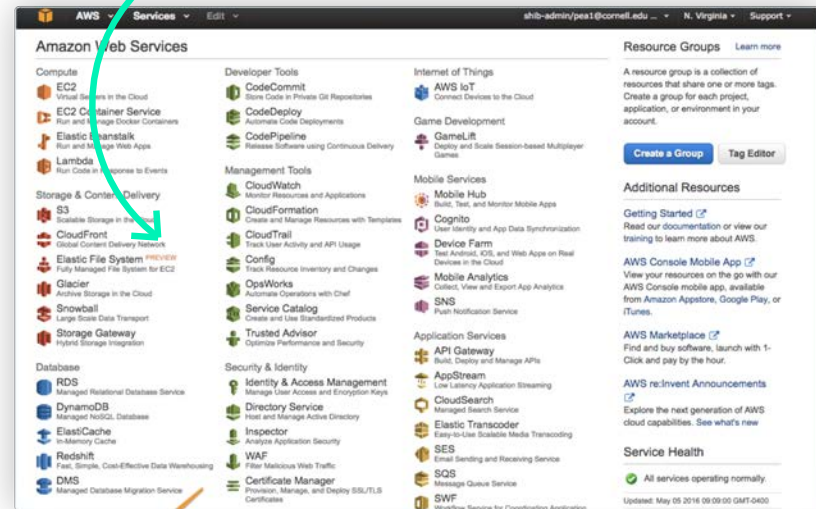 AWS Services Edit shib-admin/pea1@cornell.edu ... N. Virginia Support
Amazon Web Services
Compute
EC2
Virtual Servers in the Cloud
EC2 Container Service
Run and Manage Docker Containers
Elastic Beanstalk
Run and Manage Web Apps
Lambda
Run Code in Response to Events
Storage & Content Delivery
S3
Scalable Storage in the Cloud
CloudFront
Global Content Delivery Network
Elastic File System PREVIEW
Fully Managed File System for EC2
Glacier
Archive Storage in the Cloud
Snowball
Large Scale Data Transport
Storage Gateway
Hybrid Storage Integration
Database
RDS
Managed Relational Database Service
DynamoDB
Managed NoSQL Database
ElastiCache
In-Memory Cache
Redshift
Fast, Simple, Cost-Effective Data Warehousing
DMS
Managed Database Migration Service
Developer Tools
CodeCommit
Store Code in Private Git Repositories
CodeDeploy
Automate Code Deployments
CodePipeline
Release Software using Continuous Delivery
Management Tools
CloudWatch
Monitor Resources and Applications
CloudFormation
Create and Manage Resources with Templates
CloudTrail
Track User Activity and API Usage
Config
Track Resource Inventory and Changes
OpsWorks
Automate Operations with Chef
Service Catalog
Create and Use Standardized Products
Trusted Advisor
Optimize Performance and Security
Security & Identity
Identity & Access Management
Manage User Access and Encryption Keys
Directory Service
Host and Manage Active Directory
Inspector
Analyze Application Security
WAF
Filter Malicious Web Traffic
Certificate Manager
Provision, Manage, and Deploy SSL/TLS
Certificates
Internet of Things
AWS IoT
Connect Devices to the Cloud
Game Development
GameLift
Deploy and Scale Session-based Multiplayer
Games
Mobile Services
Mobile Hub
Build, Test, and Monitor Mobile Apps
Cognito
User Identity and App Data Synchronization
Device Farm
Test Android, iOS, and Web Apps on Real
Devices in the Cloud
Mobile Analytics
Collect, View and Export App Analytics
SNS
Push Notification Service
Application Services
API Gateway
Build, Deploy and Manage APIs
AppStream
Low Latency Application Streaming
CloudSearch
Managed Search Service
Elastic Transcoder
Easy-to-Use Scalable Media Transcoding
SES
Email Sending and Receiving Service
SQS
Message Queue Service
SWF
Workflow Service for Coordinating Application
Resource Groups Learn more
A resource group is a collection of
resources that share one or more tags.
Create a group for each project,
application, or environment in your
account.
Create a Group Tag Editor
Additional Resources
Getting Started
Read our documentation or view our
training to learn more about AWS.
AWS Console Mobile App
View your resources on the go with our
AWS Console mobile app, available
from Amazon Appstore, Google Play, or
iTunes.
AWS Marketplace
Find and buy software, launch with 1-
Click and pay by the hour.
AWS re:Invent Announcements
Explore the next generation of AWS
cloud capabilities. See what's new
Service Health
All services operating normally.
Updated: May 05 2016 09:09:00 GMT-0400